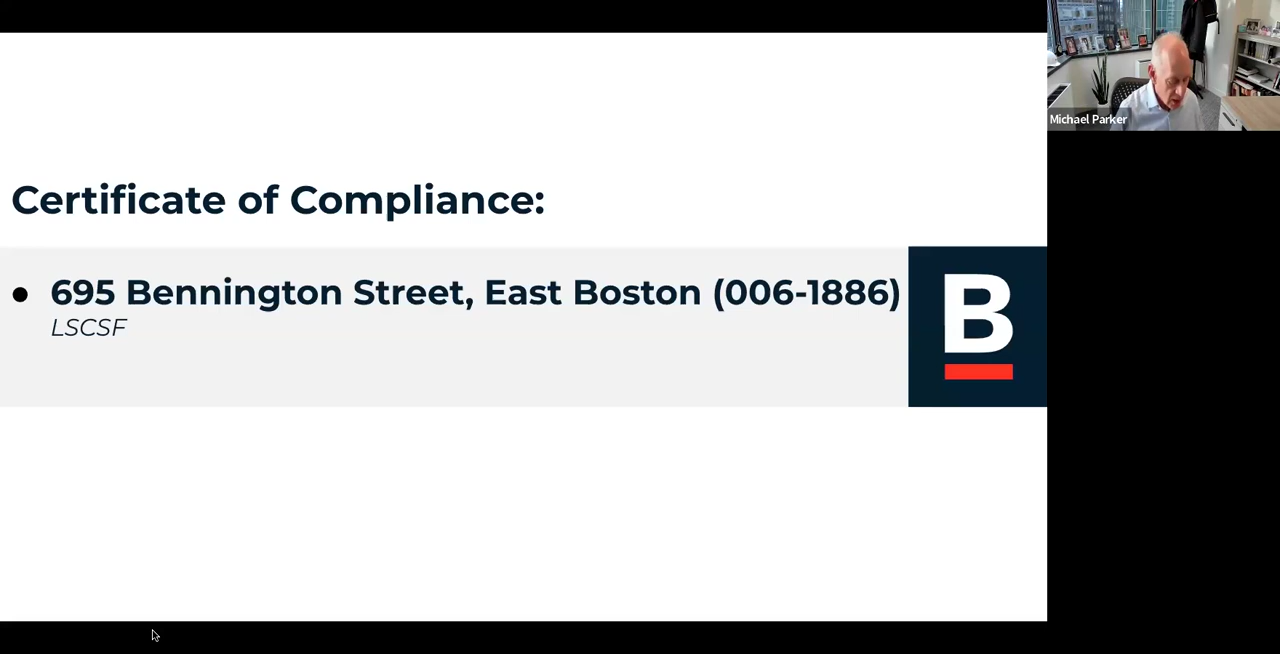 Michael Parker
Certificate of Compliance:
● 695 Bennington Street, East Boston (006-1886)
LSCSF
B